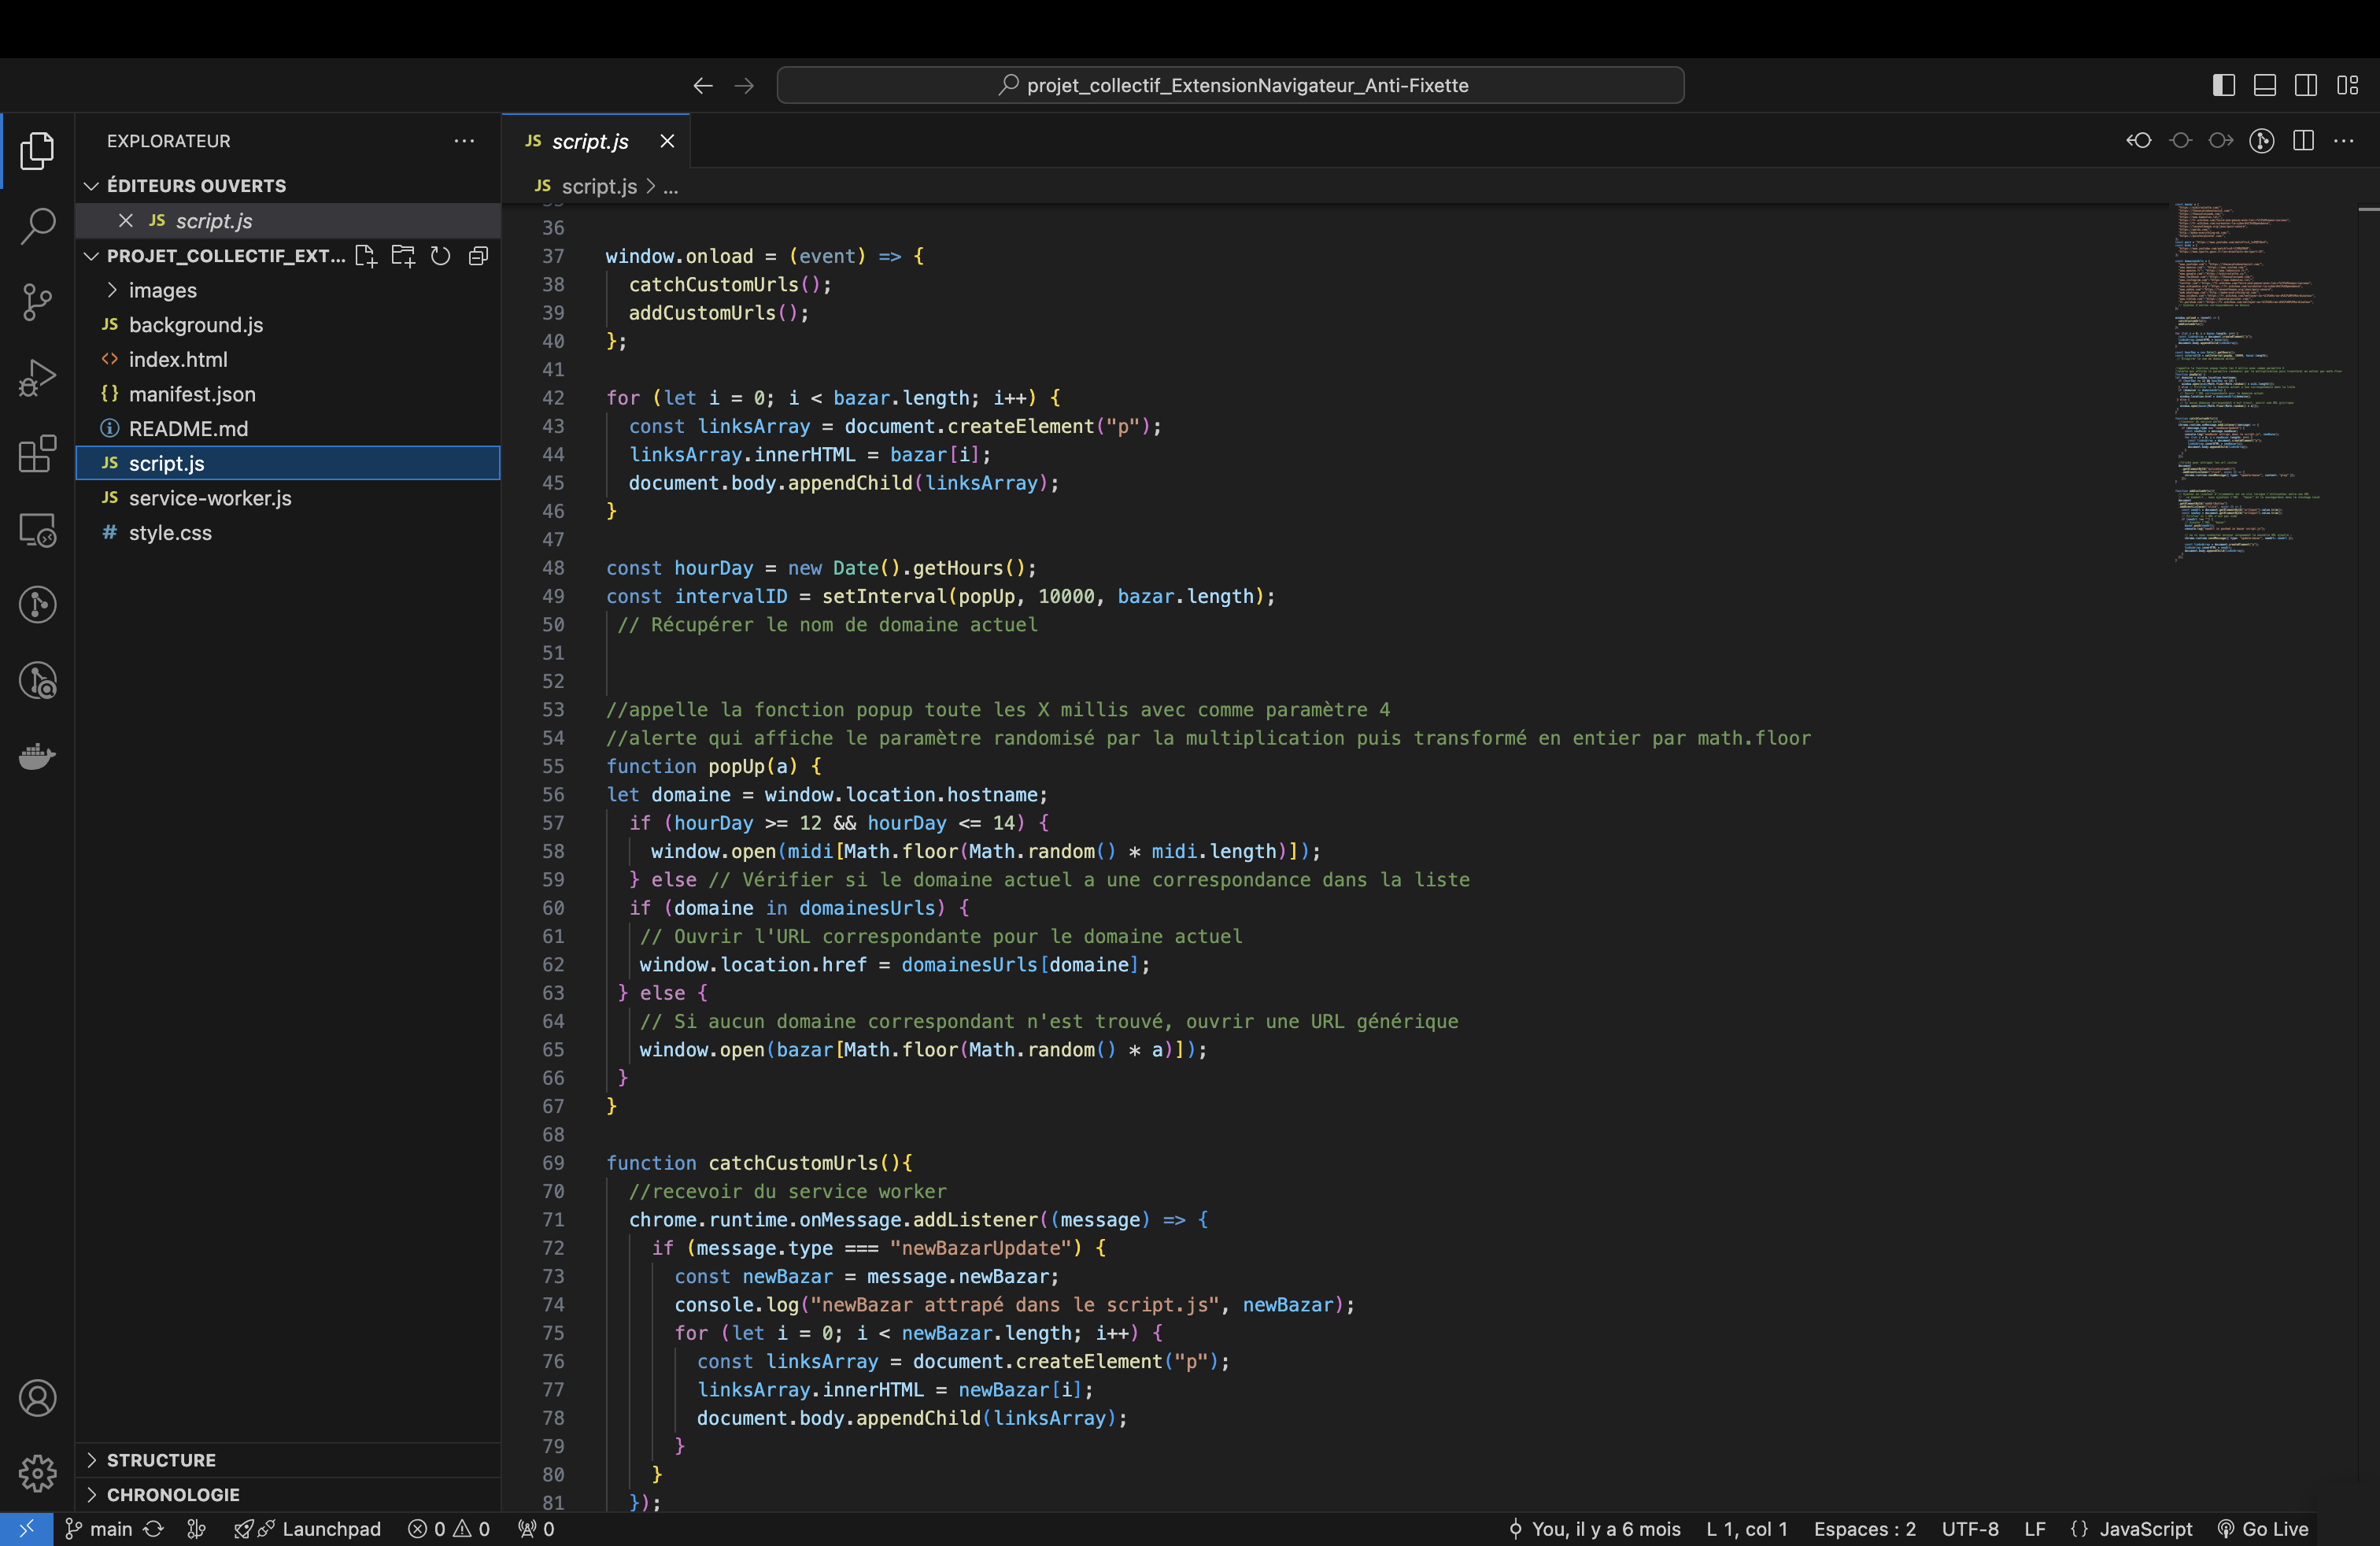 projet_collectif_ExtensionNavigateur_Anti-Fixette
EXPLORATEUR
ÉDITEURS OUVERTS
JS script.js
PROJET_COLLECTIF_EXT...
images
JS background.js
<> index.html
{} manifest.json
README.md
JS script.js
JS service-worker.js
# style.css
STRUCTURE
CHRONOLOGIE
JS script.js
JS script.js > ...
36
37 window.onload = (event) => {
38 catchCustomUrls();
39 addCustomUrls();
40 };
41
42 for (let i = 0; i < bazar.length; i++) {
43 const linksArray = document.createElement("p");
44 linksArray.innerHTML = bazar[i];
45 document.body.appendChild(linksArray);
46 }
47
48 const hourDay = new Date().getHours();
49 const intervalID = setInterval(popUp, 10000, bazar.length);
50 // Récupérer le nom de domaine actuel
51
52
53 //appelle la fonction popup toute les X millis avec comme paramètre 4
54 //alerte qui affiche le paramètre randomisé par la multiplication puis transformé en entier par math.floor
55 function popUp(a) {
56 let domaine = window.location.hostname;
57 if (hourDay >= 12 && hourDay <= 14) {
58 window.open(midi[Math.floor(Math.random() * midi.length)]);
59 } else // Vérifier si le domaine actuel a une correspondance dans la liste
60 if (domaine in domainesUrls) {
61 // Ouvrir l'URL correspondante pour le domaine actuel
62 window.location.href = domainesUrls[domaine];
63 } else {
64 // Si aucun domaine correspondant n'est trouvé, ouvrir une URL générique
65 window.open(bazar[Math.floor(Math.random() * a)]);
66 }
67 }
68
69 function catchCustomUrls(){
70 //recevoir du service worker
71 chrome.runtime.onMessage.addListener((message) => {
72 if (message.type === "newBazarUpdate") {
73 const newBazar = message.newBazar;
74 console.log("newBazar attrapé dans le script.js", newBazar);
75 for (let i = 0; i < newBazar.length; i++) {
76 const linksArray = document.createElement("p");
77 linksArray.innerHTML = newBazar[i];
78 document.body.appendChild(linksArray);
79 }
80 }
81 });
main Launchpad 0 0 0 You, il y a 6 mois L 1, col 1 Espaces : 2 UTF-8 LF {} JavaScript Go Live